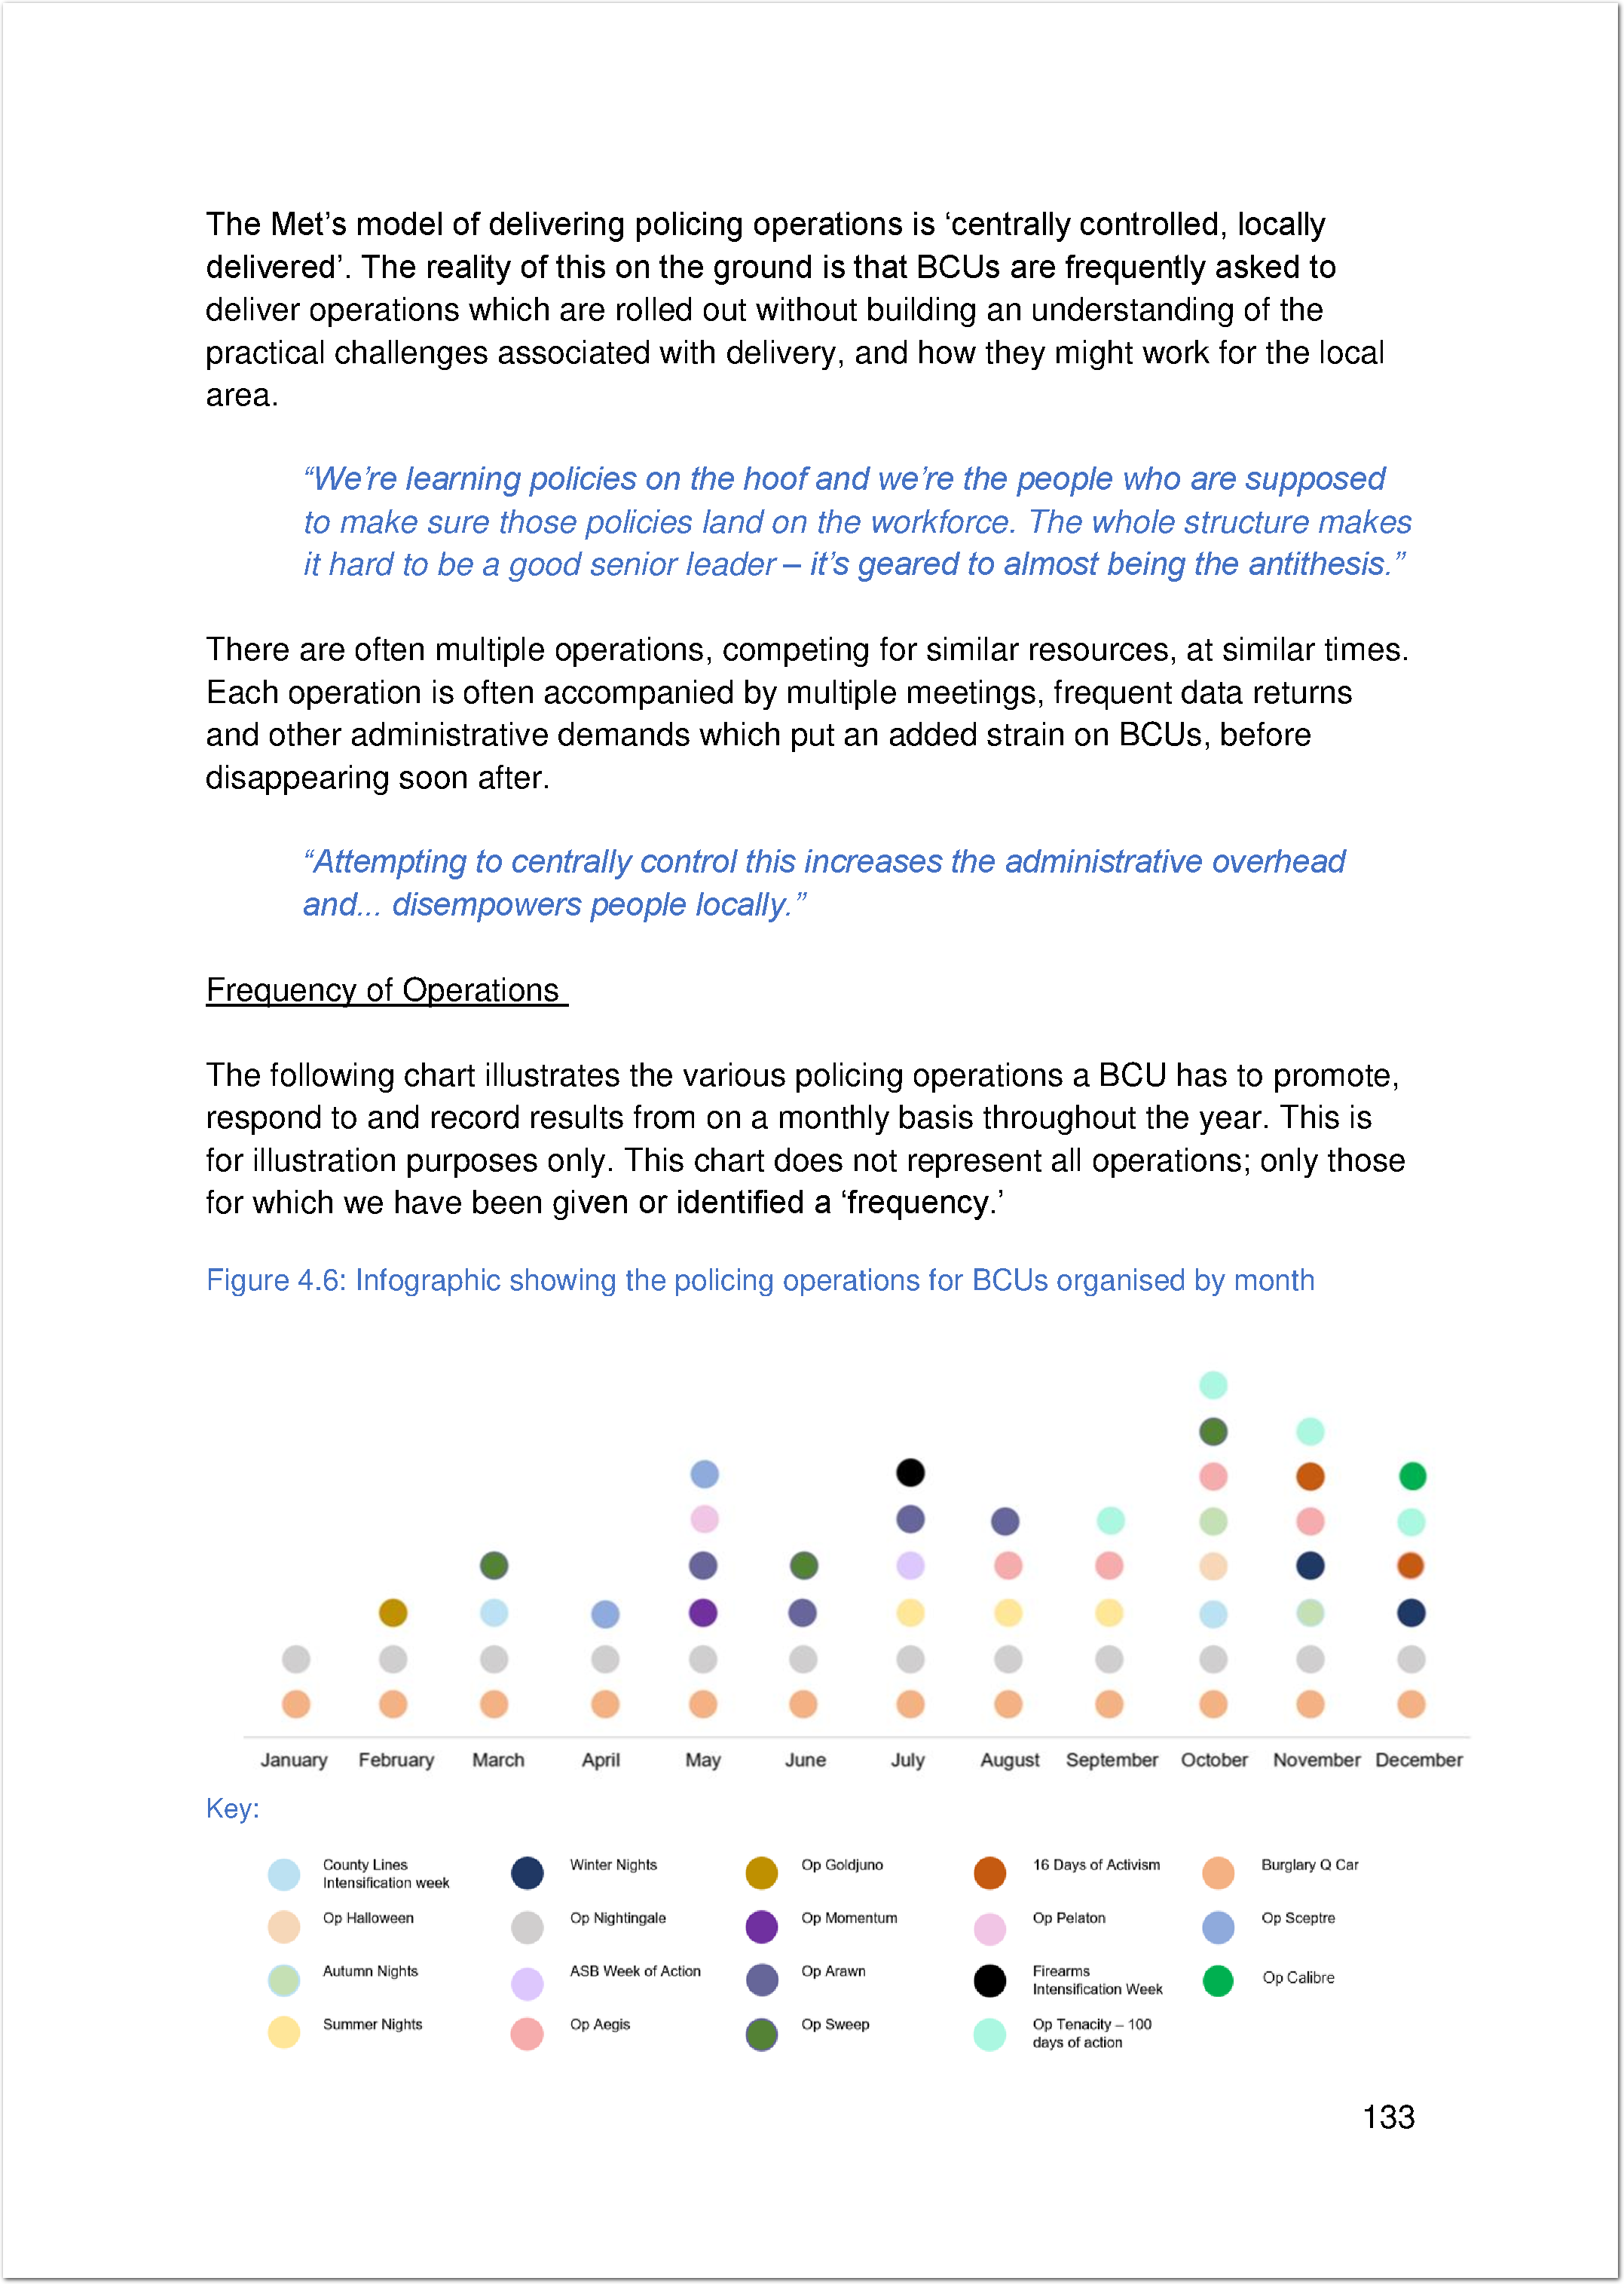 The Met’s model of delivering policing operations is ‘centrally controlled, locally
delivered’. The reality of this on the ground is that BCUs are frequently asked to
deliver operations which are rolled out without building an understanding of the
practical challenges associated with delivery, and how they might work for the local
area.
“We’re learning policies on the hoof and we’re the people who are supposed
to make sure those policies land on the workforce. The whole structure makes
it hard to be a good senior leader – it’s geared to almost being the antithesis.”
There are often multiple operations, competing for similar resources, at similar times.
Each operation is often accompanied by multiple meetings, frequent data returns
and other administrative demands which put an added strain on BCUs, before
disappearing soon after.
“Attempting to centrally control this increases the administrative overhead
and... disempowers people locally.”
Frequency of Operations
The following chart illustrates the various policing operations a BCU has to promote,
respond to and record results from on a monthly basis throughout the year. This is
for illustration purposes only. This chart does not represent all operations; only those
for which we have been given or identified a ‘frequency.’
Figure 4.6: Infographic showing the policing operations for BCUs organised by month
January February March April May June July August September October November December
Key:
County Lines
Intensification week
Winter Nights
Op Goldjuno
16 Days of Activism
Burglary Q Car
Op Halloween
Op Nightingale
Op Momentum
Op Pelaton
Op Sceptre
Autumn Nights
ASB Week of Action
Op Arawn
Firearms
Intensification Week
Op Calibre
Summer Nights
Op Aegis
Op Sweep
Op Tenacity – 100
days of action
133